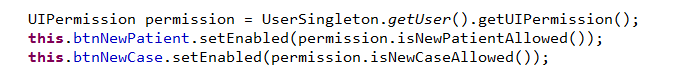 UIPermission permission = UserSingleton.getUser().getUIPermission();
this.btnNewPatient.setEnabled(permission.isNewPatientAllowed());
this.btnNewCase.setEnabled(permission.isNewCaseAllowed());